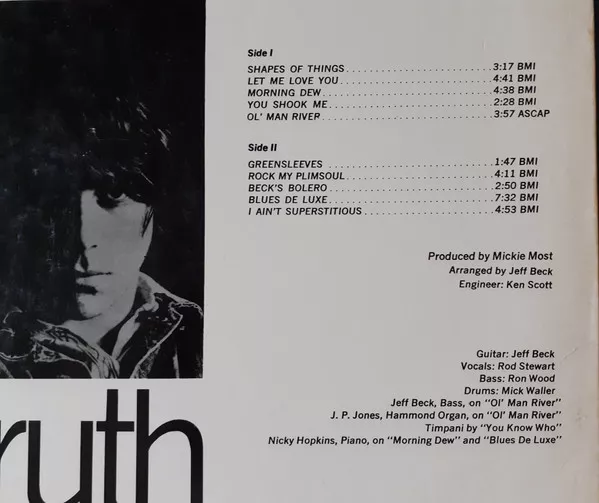 Side I
SHAPES OF THINGS..............................3:17 BMI
LET ME LOVE YOU..............................4:41 BMI
MORNING DEW..............................4:38 BMI
YOU SHOOK ME..............................2:28 BMI
OL' MAN RIVER..............................3:57 ASCAP
Side II
GREENSLEEVES..............................1:47 BMI
ROCK MY PLIMSOUL..............................4:11 BMI
BECK'S BOLERO..............................2:50 BMI
BLUES DE LUXE..............................7:32 BMI
I AIN'T SUPERSTITIOUS..............................4:53 BMI
Produced by Mickie Most
Arranged by Jeff Beck
Engineer: Ken Scott
Guitar: Jeff Beck
Vocals: Rod Stewart
Bass: Ron Wood
Drums: Mick Waller
Jeff Beck, Bass, on "Ol' Man River"
J. P. Jones, Hammond Organ, on "Ol' Man River"
Timpani by "You Know Who"
Nicky Hopkins, Piano, on "Morning Dew" and "Blues De Luxe"
ruth